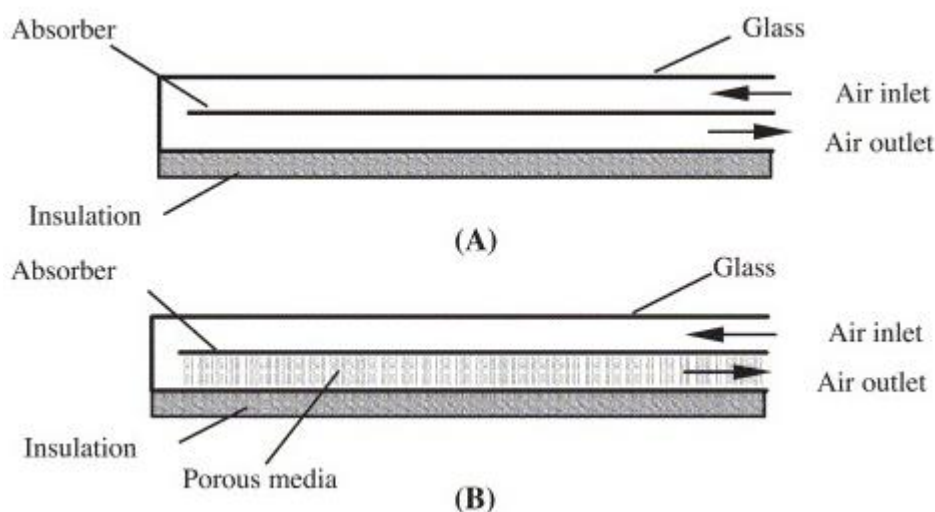 Absorber
Glass
Air inlet
Air outlet
Insulation
(A)
Absorber
Glass
Air inlet
Air outlet
Insulation
Porous media
(B)